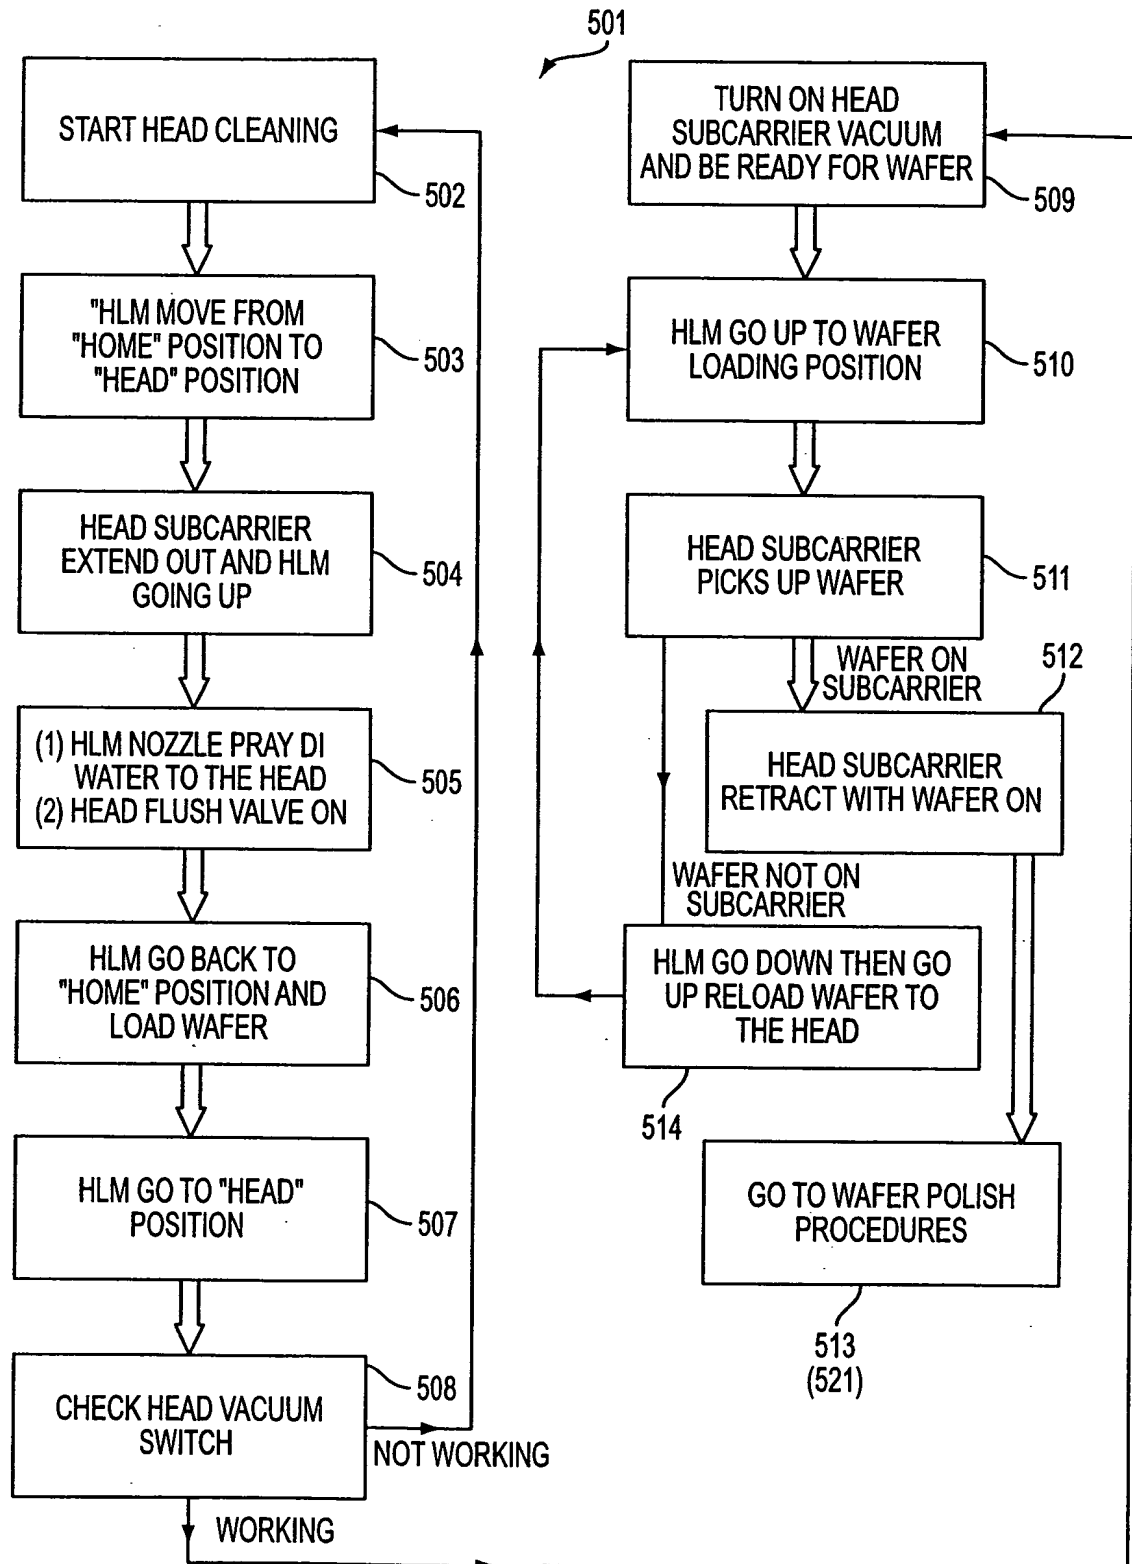 501
START HEAD CLEANING
502
"HLM MOVE FROM
"HOME" POSITION TO
"HEAD" POSITION
503
HEAD SUBCARRIER
EXTEND OUT AND HLM
GOING UP
504
(1) HLM NOZZLE PRAY DI
WATER TO THE HEAD
(2) HEAD FLUSH VALVE ON
505
HLM GO BACK TO
"HOME" POSITION AND
LOAD WAFER
506
HLM GO TO "HEAD"
POSITION
507
CHECK HEAD VACUUM
SWITCH
508
NOT WORKING
WORKING
TURN ON HEAD
SUBCARRIER VACUUM
AND BE READY FOR WAFER
509
HLM GO UP TO WAFER
LOADING POSITION
510
HEAD SUBCARRIER
PICKS UP WAFER
511
WAFER ON
SUBCARRIER
512
HEAD SUBCARRIER
RETRACT WITH WAFER ON
WAFER NOT ON
SUBCARRIER
HLM GO DOWN THEN GO
UP RELOAD WAFER TO
THE HEAD
514
GO TO WAFER POLISH
PROCEDURES
513
(521)